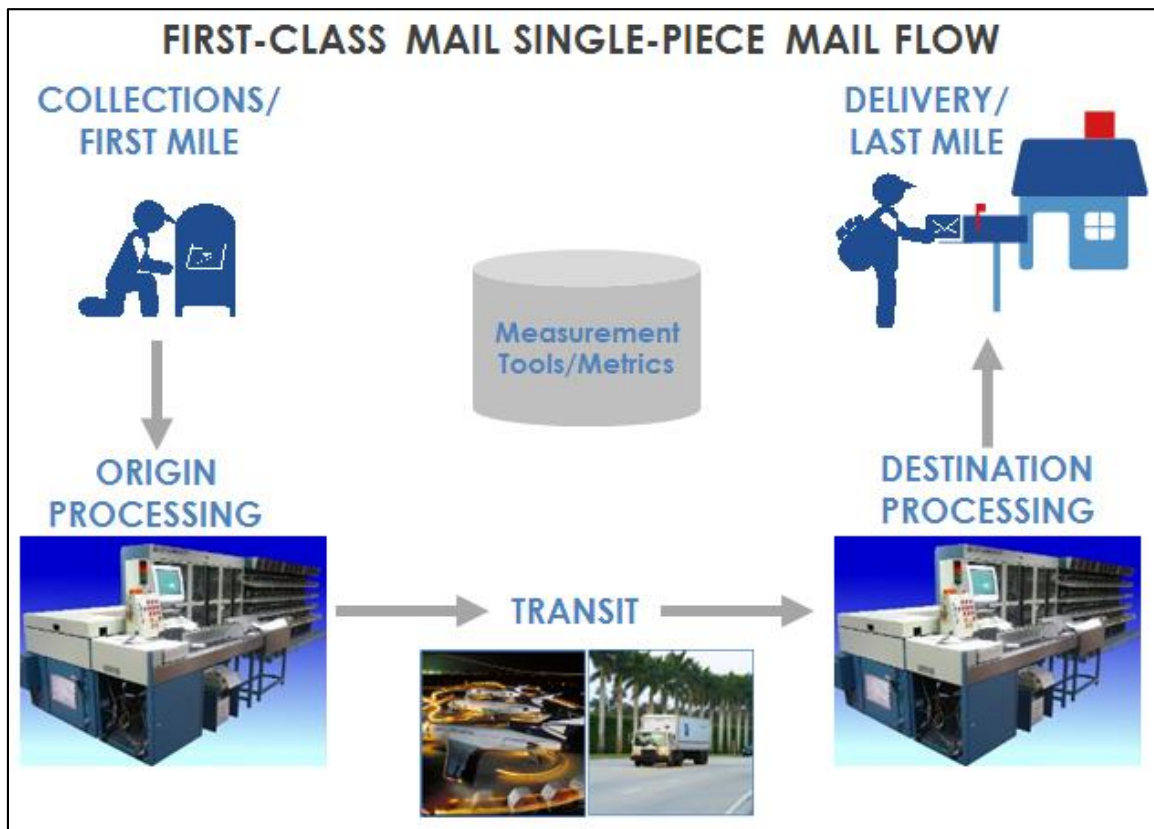 FIRST-CLASS MAIL SINGLE-PIECE MAIL FLOW
COLLECTIONS/
FIRST MILE
DELIVERY/
LAST MILE
Measurement
Tools/Metrics
ORIGIN
PROCESSING
TRANSIT
DESTINATION
PROCESSING